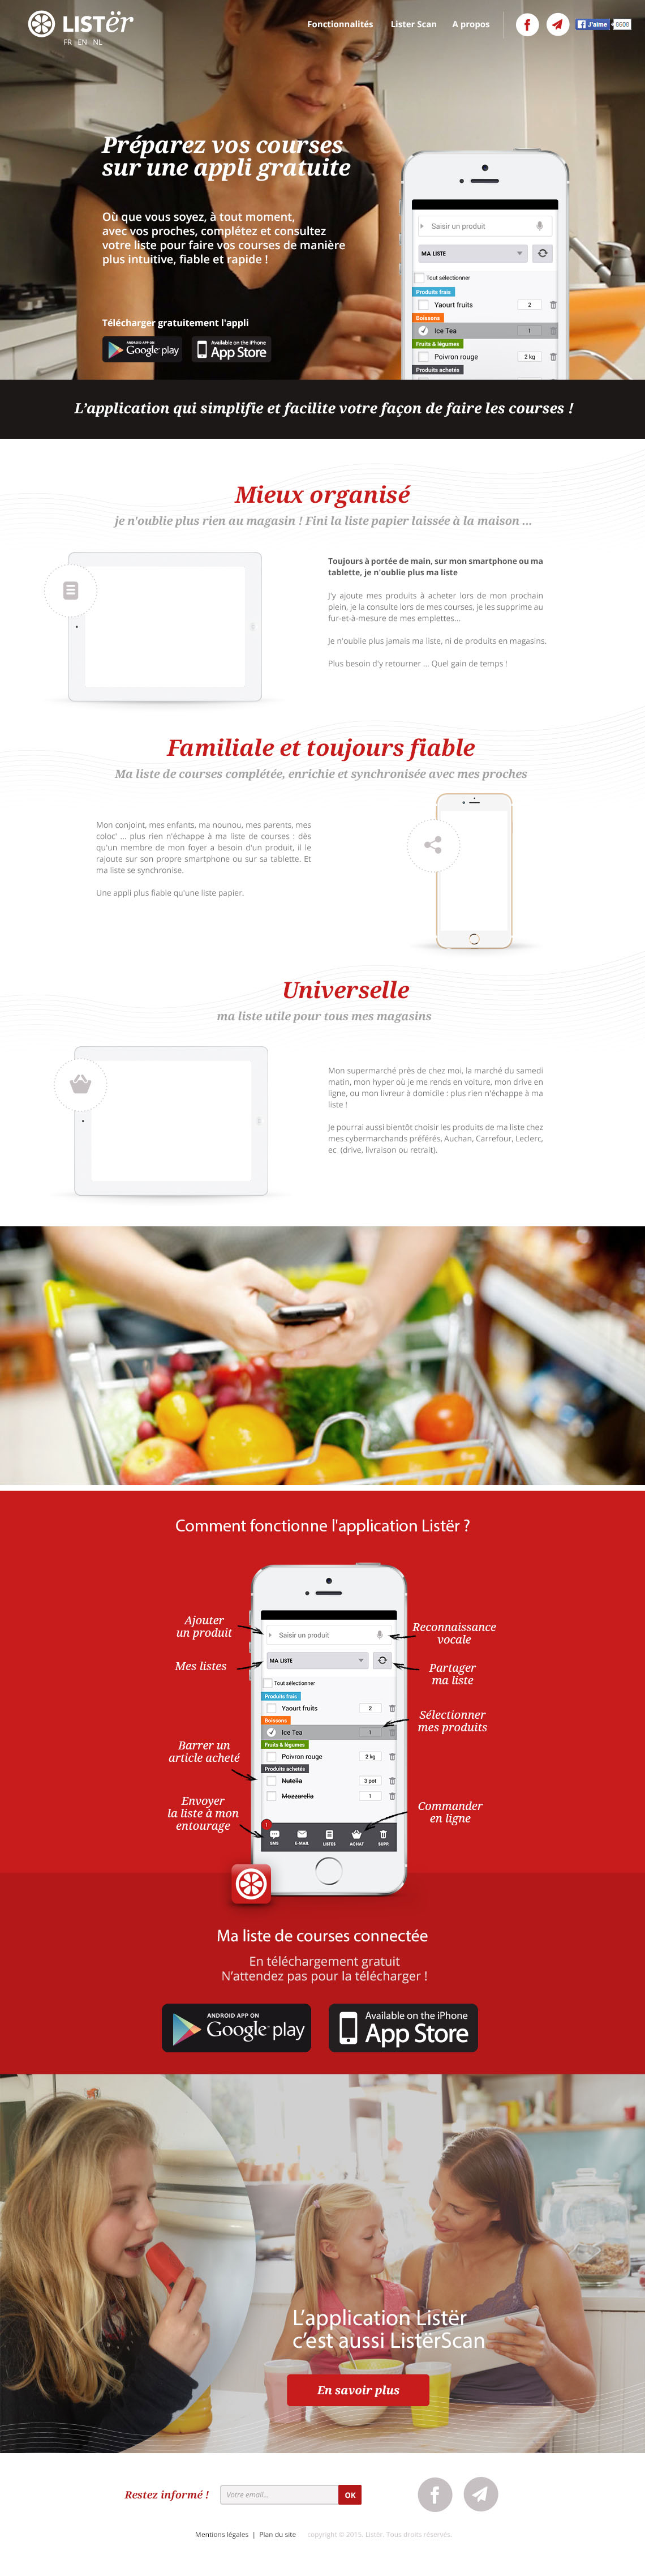 LISTër
FR EN NL
Fonctionnalités
Lister Scan
A propos
J'aime
8608
Préparez vos courses
sur une appli gratuite
Où que vous soyez, à tout moment,
avec vos proches, complétez et consultez
votre liste pour faire vos courses de manière
plus intuitive, fiable et rapide !
Télécharger gratuitement l'appli
ANDROID APP ON
Google play
Available on the iPhone
App Store
Saisir un produit
MA LISTE
Tout sélectionner
Produits frais
Yaourt fruits
2
Boissons
Ice Tea
1
Fruits & légumes
Poivron rouge
2 kg
Produits achetés
L'application qui simplifie et facilite votre façon de faire les courses !
Mieux organisé
je n'oublie plus rien au magasin ! Fini la liste papier laissée à la maison ...
Toujours à portée de main, sur mon smartphone ou ma
tablette, je n'oublie plus ma liste
J'y ajoute mes produits à acheter lors de mon prochain
plein, je la consulte lors de mes courses, je les supprime au
fur-et-à-mesure de mes emplettes...
Je n'oublie plus jamais ma liste, ni de produits en magasins.
Plus besoin d'y retourner ... Quel gain de temps !
Familiale et toujours fiable
Ma liste de courses complétée, enrichie et synchronisée avec mes proches
Mon conjoint, mes enfants, ma nounou, mes parents, mes
coloc' ... plus rien n'échappe à ma liste de courses : dès
qu'un membre de mon foyer a besoin d'un produit, il le
rajoute sur son propre smartphone ou sur sa tablette. Et
ma liste se synchronise.
Une appli plus fiable qu'une liste papier.
Universelle
ma liste utile pour tous mes magasins
Mon supermarché près de chez moi, la marché du samedi
matin, mon hyper où je me rends en voiture, mon drive en
ligne, ou mon livreur à domicile : plus rien n'échappe à ma
liste !
Je pourrai aussi bientôt choisir les produits de ma liste chez
mes cybermarchands préférés, Auchan, Carrefour, Leclerc,
ec (drive, livraison ou retrait).
Comment fonctionne l'application Listër ?
Ajouter
un produit
Mes listes
Barrer un
article acheté
Envoyer
la liste à mon
entourage
Saisir un produit
MA LISTE
Tout sélectionner
Produits frais
Yaourt fruits
2
Boissons
Ice Tea
1
Fruits & légumes
Poivron rouge
2 kg
Produits achetés
Nutella
3 pot
Mozzarella
1
1
SMS
E-MAIL
LISTES
ACHAT
SUPP.
Reconnaissance
vocale
Partager
ma liste
Sélectionner
mes produits
Commander
en ligne
Ma liste de courses connectée
En téléchargement gratuit
N'attendez pas pour la télécharger !
ANDROID APP ON
Google play
Available on the iPhone
App Store
L'application Listër
c'est aussi ListërScan
En savoir plus
Restez informé !
Votre email...
OK
Mentions légales | Plan du site
copyright © 2015. Listër. Tous droits réservés.